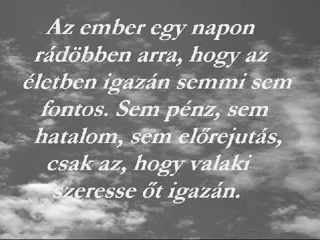 Az ember egy napon
rádöbben arra, hogy az
életben igazán semmi sem
fontos. Sem pénz, sem
hatalom, sem előrejutás,
csak az, hogy valaki
szeresse őt igazán.